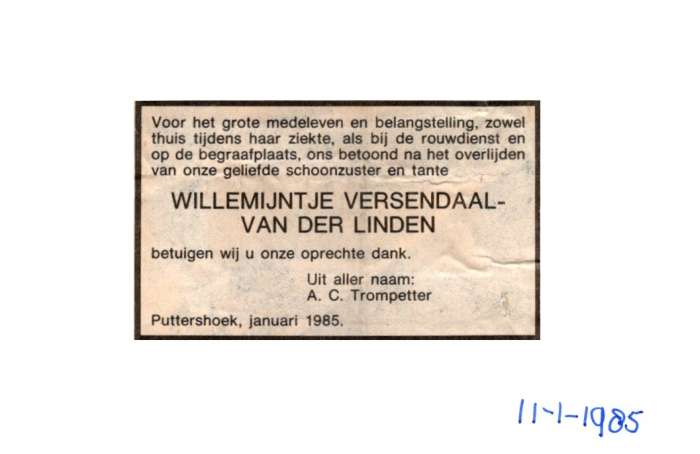 Voor het grote medeleven en belangstelling, zowel
thuis tijdens haar ziekte, als bij de rouwdienst en
op de begraafplaats, ons betoond na het overlijden
van onze geliefde schoonzuster en tante
WILLEMIJNTJE VERSENDAAL-
VAN DER LINDEN
betuigen wij u onze oprechte dank.
Uit aller naam:
A. C. Trompetter
Puttershoek, januari 1985.
11-1-1985